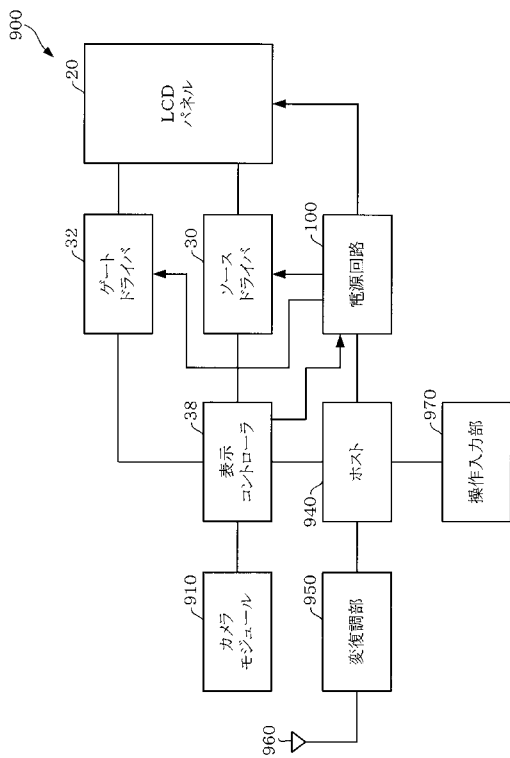 900
20
LCD
パネル
32
ゲート
ドライバ
30
ソース
ドライバ
100
電源回路
38
表示
コントローラ
940
ホスト
970
操作入力部
910
カメラ
モジュール
950
変復調部
960